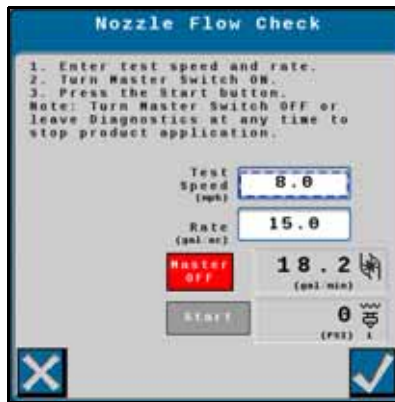 Nozzle Flow Check
1. Enter test speed and rate.
2. Turn Master Switch ON.
3. Press the Start button.
Note: Turn Master Switch OFF or
leave Diagnostics at any time to
stop product application.
Test
Speed
(mph)
8.0
Rate
(gal/ac)
15.0
Master
OFF
18.2
(gal/min)
Start
0
(PSI) 1